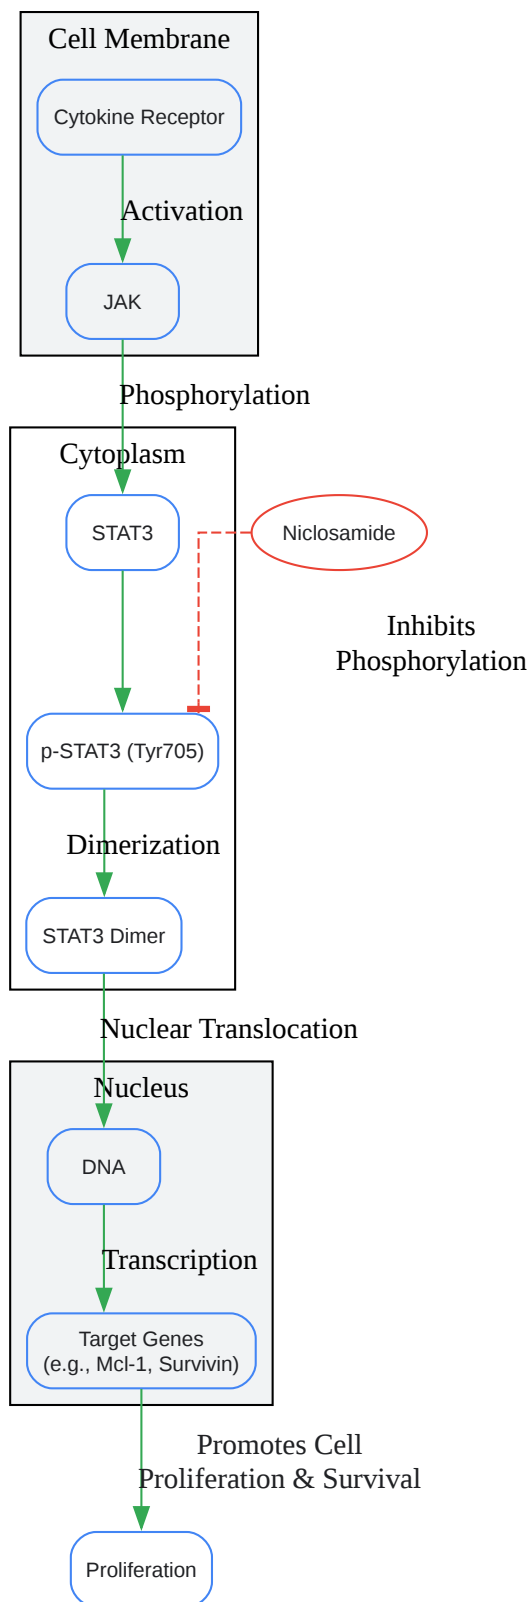 Cell Membrane
Cytokine Receptor
Activation
JAK
Phosphorylation
Cytoplasm
STAT3
Niclosamide
Inhibits
Phosphorylation
p-STAT3 (Tyr705)
Dimerization
STAT3 Dimer
Nuclear Translocation
Nucleus
DNA
Transcription
Target Genes
(e.g., Mcl-1, Survivin)
Promotes Cell
Proliferation & Survival
Proliferation